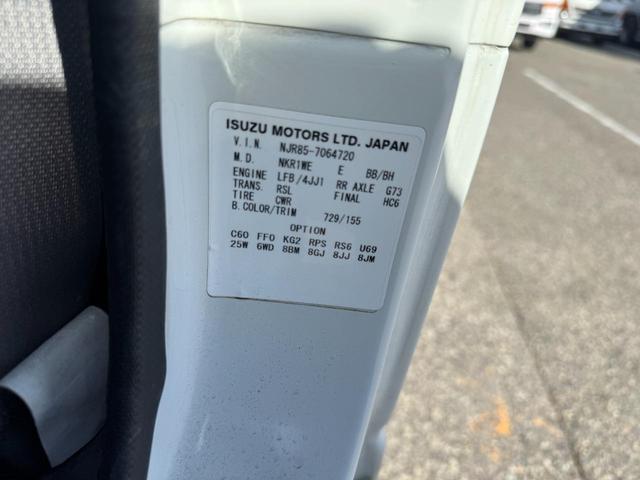 ISUZU MOTORS LTD. JAPAN
V.I.N. NJR85-7064720
M.D. NKR1WE E BB/BH
ENGINE LFB/4JJ1 RR AXLE G73
TRANS. RSL FINAL HC6
TIRE CWR
B.COLOR/TRIM 729/155
OPTION
C60 FF0 KG2 RPS RS6 U69
25W 6WD 8BM 8GJ 8JJ 8JM